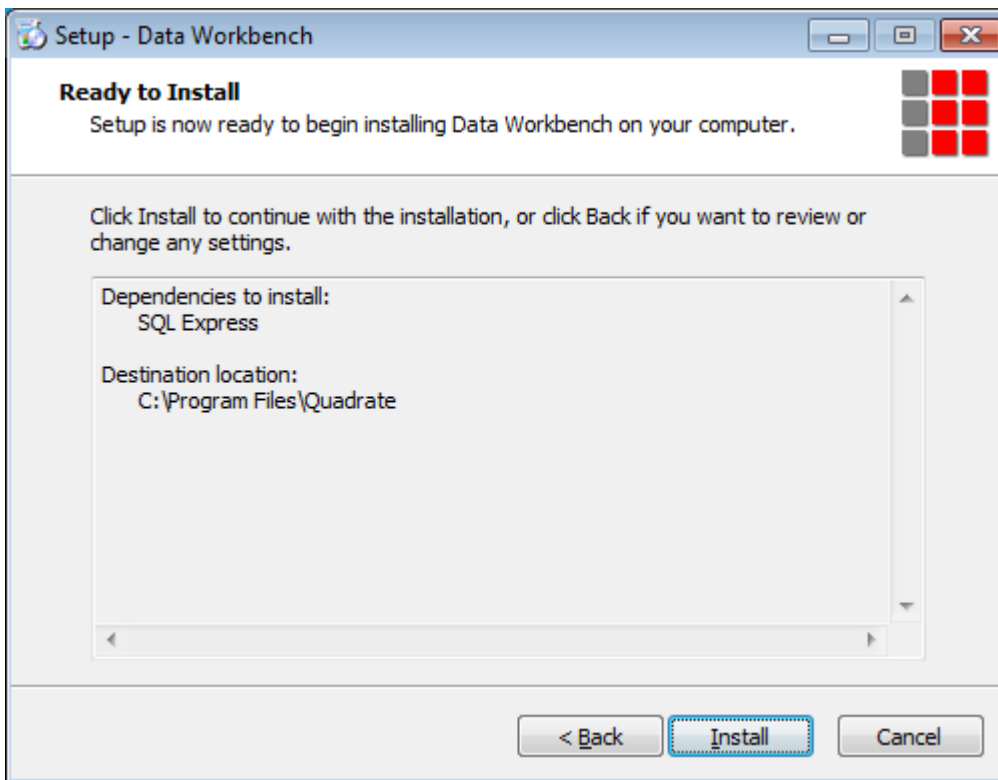 Setup - Data Workbench
Ready to Install
Setup is now ready to begin installing Data Workbench on your computer.
Click Install to continue with the installation, or click Back if you want to review or
change any settings.
Dependencies to install:
SQL Express
Destination location:
C:\Program Files\Quadrate
< Back
Install
Cancel